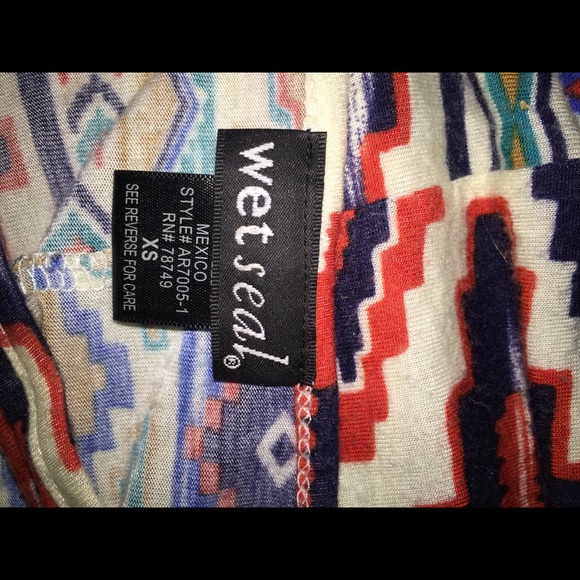 wet seal®
MEXICO
STYLE# AR7005-1
RN# 78749
XS
SEE REVERSE FOR CARE